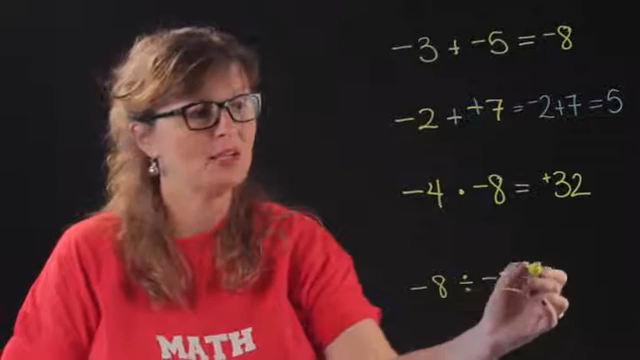 -3 + -5 = -8
-2 + +7 = -2+7 = 5
-4 · -8 = +32
-8 ÷ -
MATH